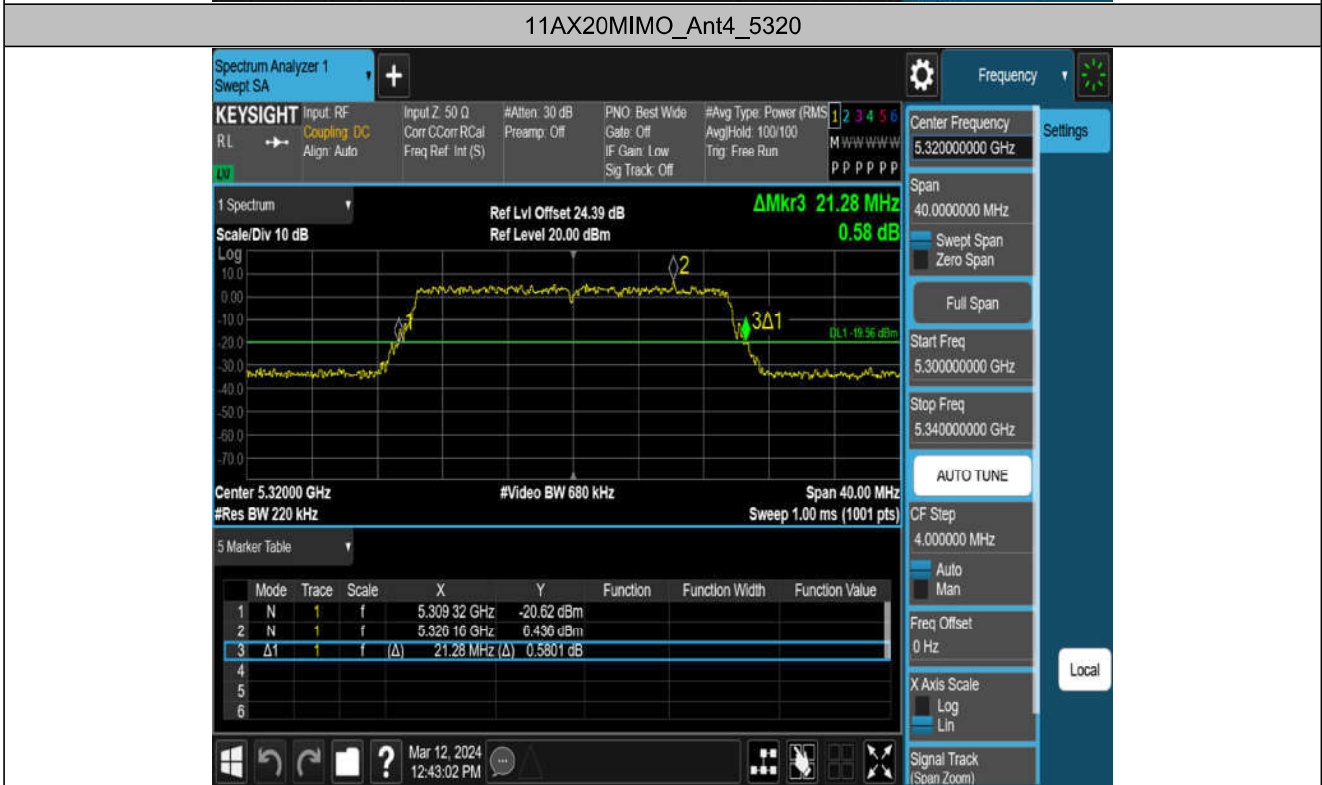 11AX20MIMO_Ant4_5320
Spectrum Analyzer 1
Swept SA
Frequency
KEYSIGHT
RL
Input: RF
Coupling: DC
Align: Auto
Input Z: 50 Ω
Corr CCorr RCal
Freq Ref: Int (S)
#Atten: 30 dB
Preamp: Off
PNO: Best Wide
Gate: Off
IF Gain: Low
Sig Track: Off
#Avg Type: Power (RMS
Avg|Hold: 100/100
Trig: Free Run
1 2 3 4 5 6
M W W W W W
P P P P P P
1 Spectrum
Scale/Div 10 dB
Ref Lvl Offset 24.39 dB
Ref Level 20.00 dBm
ΔMkr3 21.28 MHz
0.58 dB
Log
10.0
0.00
-10.0
-20.0
-30.0
-40.0
-50.0
-60.0
-70.0
1
2
3Δ1
DL1 -19.56 dBm
Center 5.32000 GHz
#Res BW 220 kHz
#Video BW 680 kHz
Span 40.00 MHz
Sweep 1.00 ms (1001 pts)
5 Marker Table
Mode Trace Scale X Y Function Function Width Function Value
1 N 1 f 5.309 32 GHz -20.62 dBm
2 N 1 f 5.326 16 GHz 6.436 dBm
3 Δ1 1 f (Δ) 21.28 MHz (Δ) 0.5801 dB
4
5
6
Mar 12, 2024
12:43:02 PM
Center Frequency
5.320000000 GHz
Settings
Span
40.0000000 MHz
Swept Span
Zero Span
Full Span
Start Freq
5.300000000 GHz
Stop Freq
5.340000000 GHz
AUTO TUNE
CF Step
4.000000 MHz
Auto
Man
Freq Offset
0 Hz
X Axis Scale
Log
Lin
Local
Signal Track
(Span Zoom)